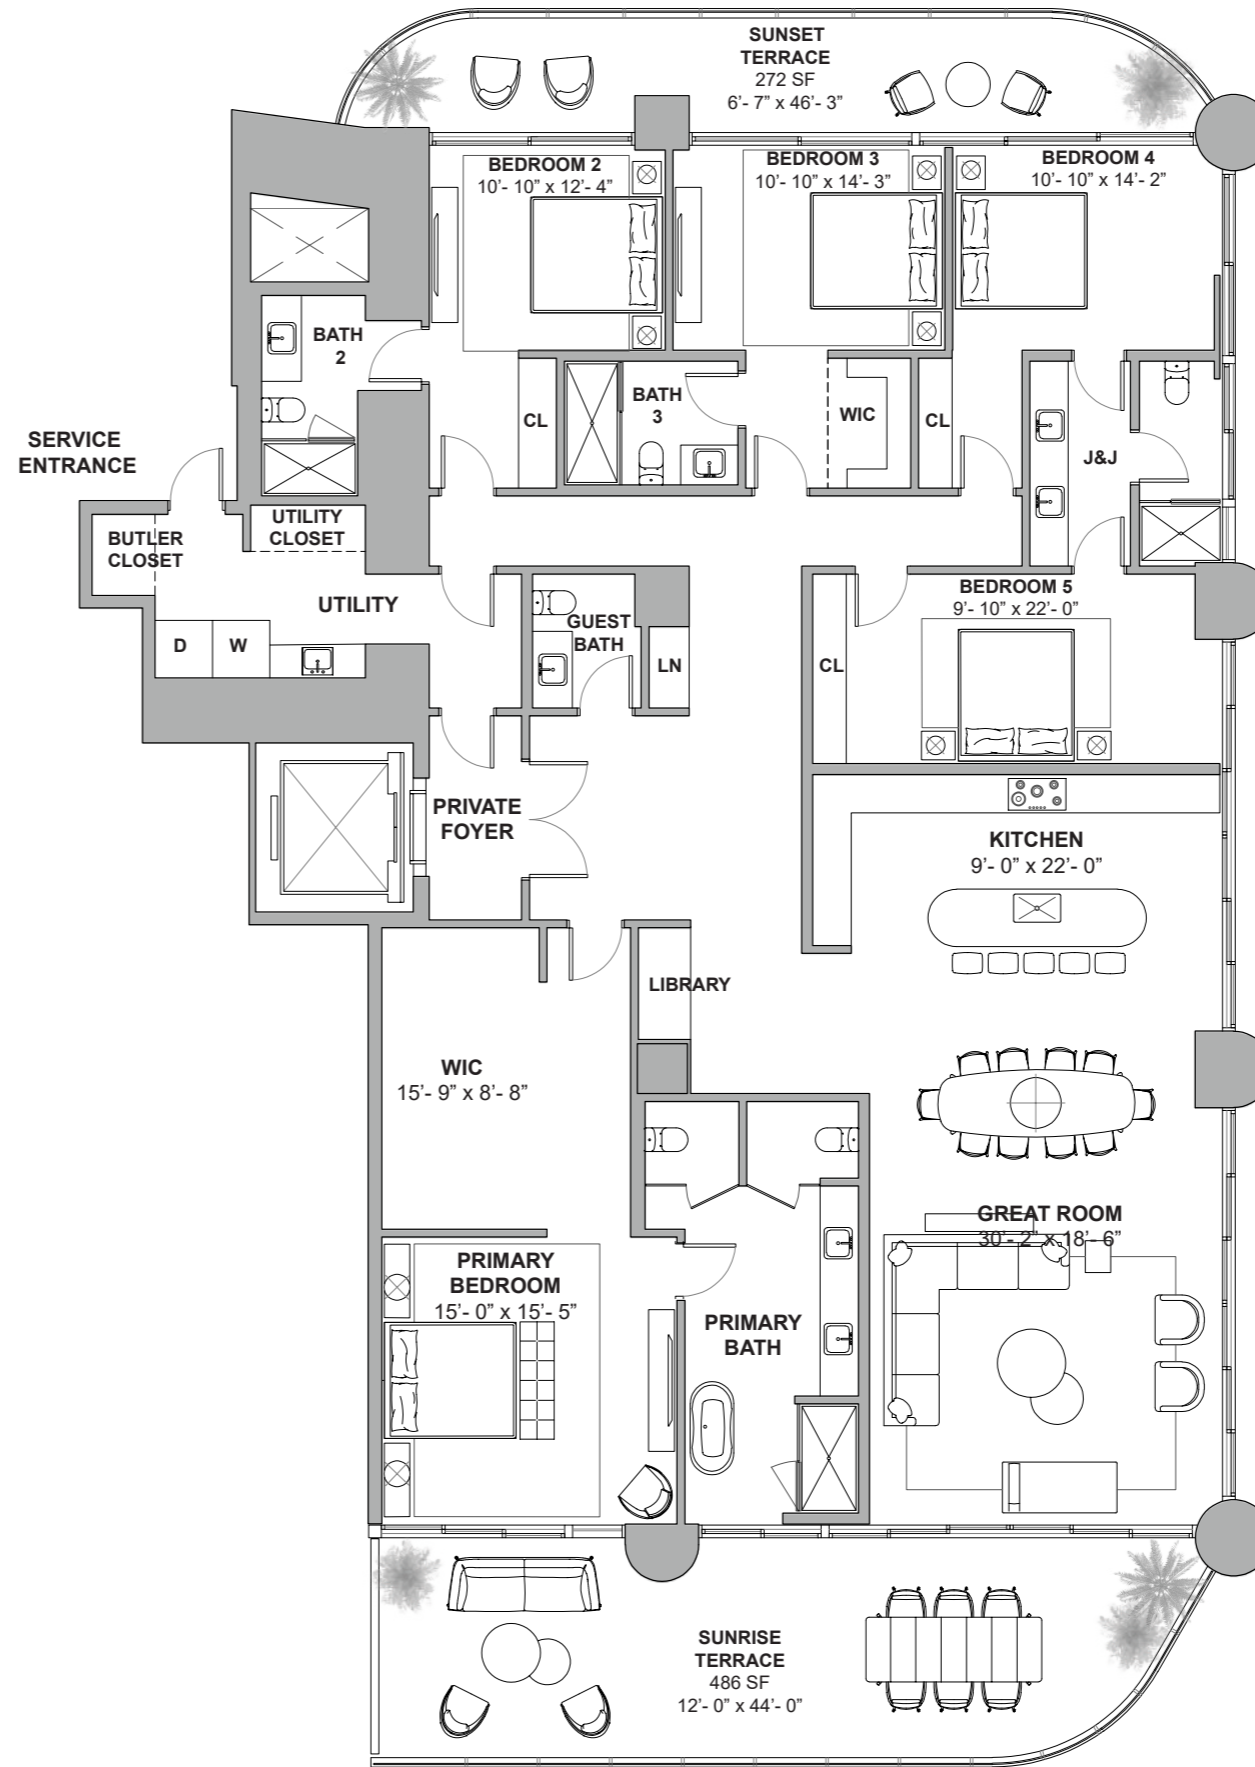 SUNSET
TERRACE
272 SF
6’- 7” x 46’- 3”
BEDROOM 2
10’- 10” x 12’- 4”
BEDROOM 3
10’- 10” x 14’- 3”
BEDROOM 4
10’- 10” x 14’- 2”
BATH
2
CL
BATH
3
WIC
CL
J&J
SERVICE
ENTRANCE
BUTLER
CLOSET
UTILITY
CLOSET
UTILITY
D
W
GUEST
BATH
LN
BEDROOM 5
9’- 10” x 22’- 0”
CL
PRIVATE
FOYER
KITCHEN
9’- 0” x 22’- 0”
LIBRARY
WIC
15’- 9” x 8’- 8”
GREAT ROOM
30’- 2” x 18’- 6”
PRIMARY
BEDROOM
15’- 0” x 15’- 5”
PRIMARY
BATH
SUNRISE
TERRACE
486 SF
12’- 0” x 44’- 0”